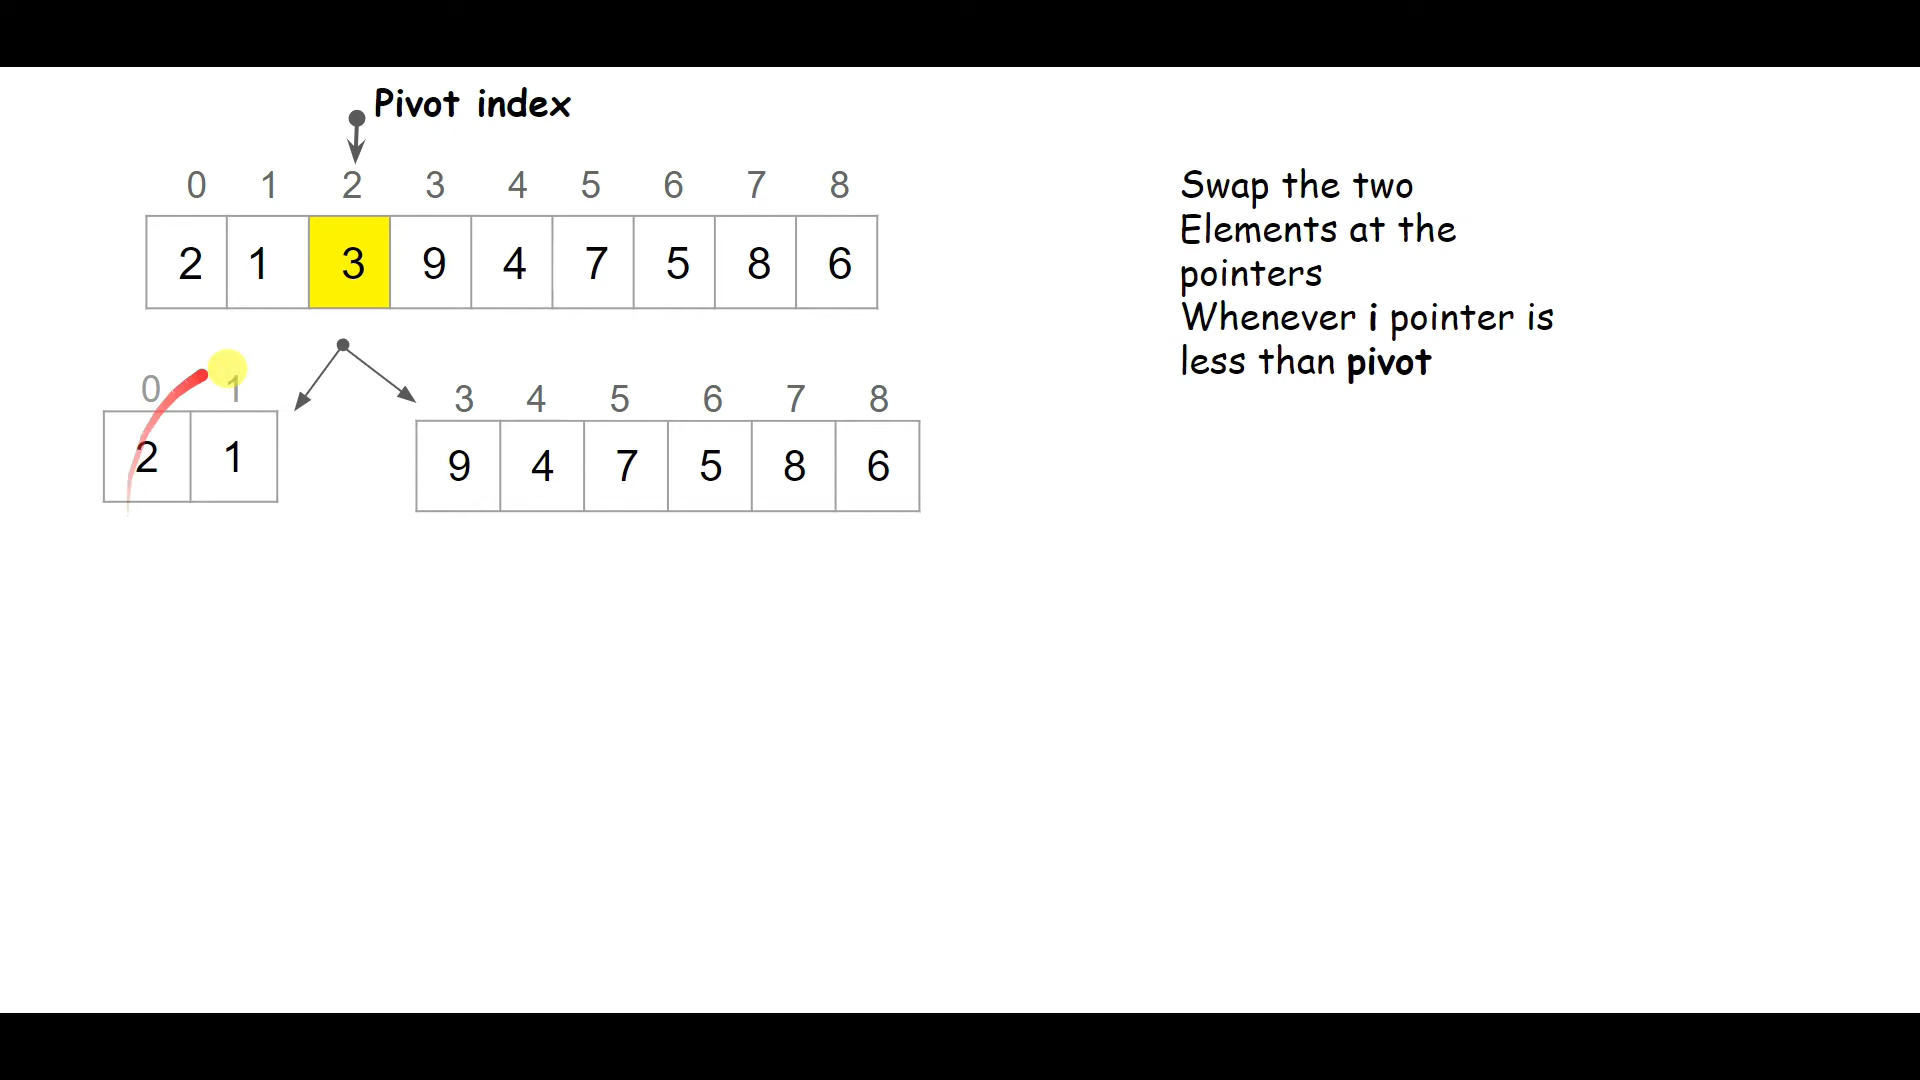 Pivot index
0 1 2 3 4 5 6 7 8
2 1 3 9 4 7 5 8 6
0 1
2 1
3 4 5 6 7 8
9 4 7 5 8 6
Swap the two
Elements at the
pointers
Whenever i pointer is
less than pivot